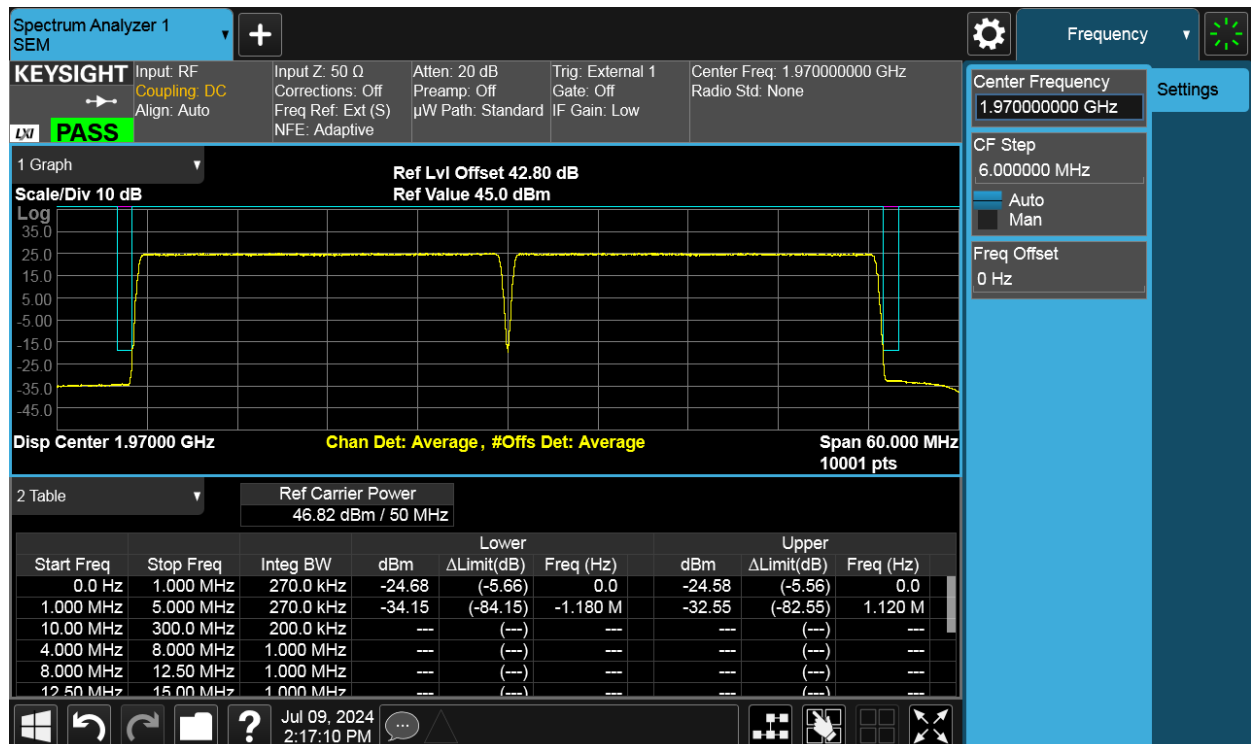 Spectrum Analyzer 1
SEM
Frequency
KEYSIGHT
LXI
PASS
Input: RF
Coupling: DC
Align: Auto
Input Z: 50 Ω
Corrections: Off
Freq Ref: Ext (S)
NFE: Adaptive
Atten: 20 dB
Preamp: Off
µW Path: Standard
Trig: External 1
Gate: Off
IF Gain: Low
Center Freq: 1.970000000 GHz
Radio Std: None
Center Frequency
1.970000000 GHz
Settings
CF Step
6.000000 MHz
Auto
Man
Freq Offset
0 Hz
1 Graph
Scale/Div 10 dB
Ref Lvl Offset 42.80 dB
Ref Value 45.0 dBm
Log
35.0
25.0
15.0
5.00
-5.00
-15.0
-25.0
-35.0
-45.0
Disp Center 1.97000 GHz
Chan Det: Average , #Offs Det: Average
Span 60.000 MHz
10001 pts
2 Table
Ref Carrier Power
46.82 dBm / 50 MHz
Lower Upper
Start Freq Stop Freq Integ BW dBm ΔLimit(dB) Freq (Hz) dBm ΔLimit(dB) Freq (Hz)
0.0 Hz 1.000 MHz 270.0 kHz -24.68 (-5.66) 0.0 -24.58 (-5.56) 0.0
1.000 MHz 5.000 MHz 270.0 kHz -34.15 (-84.15) -1.180 M -32.55 (-82.55) 1.120 M
10.00 MHz 300.0 MHz 200.0 kHz --- (---) --- --- (---) ---
4.000 MHz 8.000 MHz 1.000 MHz --- (---) --- --- (---) ---
8.000 MHz 12.50 MHz 1.000 MHz --- (---) --- --- (---) ---
12.50 MHz 15.00 MHz 1.000 MHz --- (---) --- --- (---) ---
Jul 09, 2024
2:17:10 PM